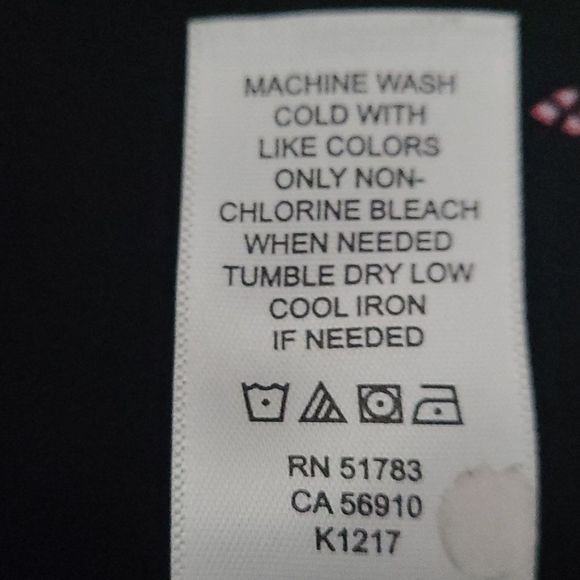 MACHINE WASH
COLD WITH
LIKE COLORS
ONLY NON-
CHLORINE BLEACH
WHEN NEEDED
TUMBLE DRY LOW
COOL IRON
IF NEEDED
RN 51783
CA 56910
K1217